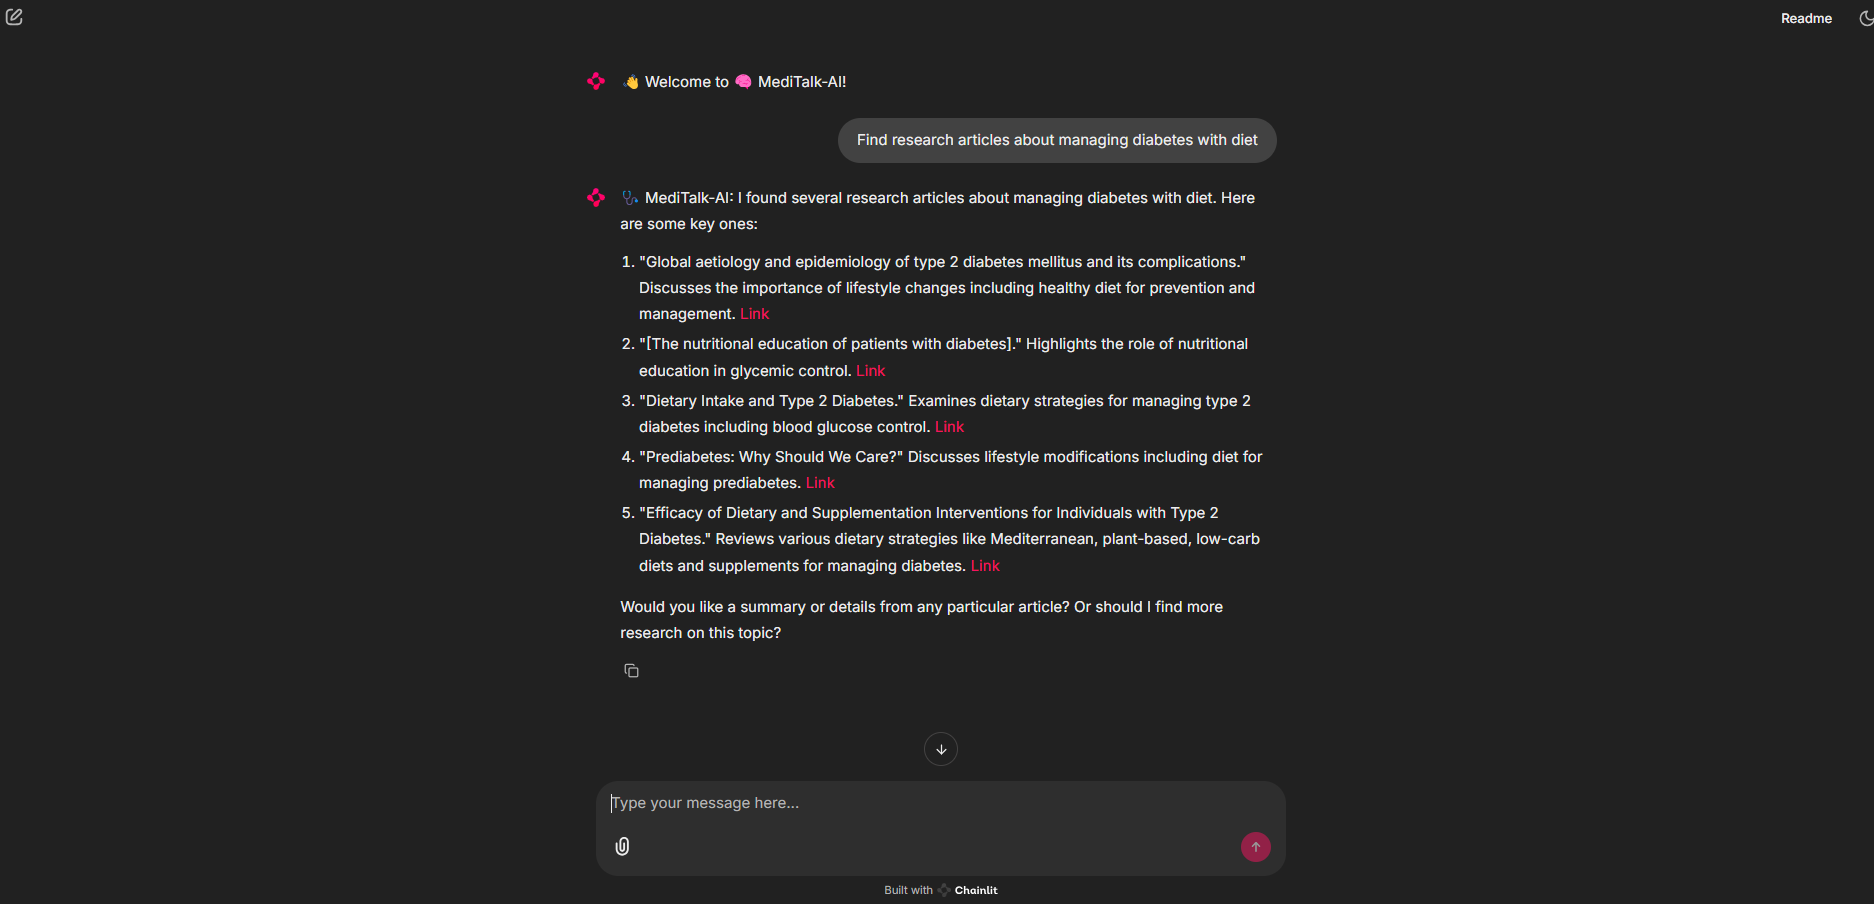 Readme
👋 Welcome to 🧠 MediTalk-AI!
Find research articles about managing diabetes with diet
🩺 MediTalk-AI: I found several research articles about managing diabetes with diet. Here
are some key ones:
1. "Global aetiology and epidemiology of type 2 diabetes mellitus and its complications."
Discusses the importance of lifestyle changes including healthy diet for prevention and
management. Link
2. "[The nutritional education of patients with diabetes]." Highlights the role of nutritional
education in glycemic control. Link
3. "Dietary Intake and Type 2 Diabetes." Examines dietary strategies for managing type 2
diabetes including blood glucose control. Link
4. "Prediabetes: Why Should We Care?" Discusses lifestyle modifications including diet for
managing prediabetes. Link
5. "Efficacy of Dietary and Supplementation Interventions for Individuals with Type 2
Diabetes." Reviews various dietary strategies like Mediterranean, plant-based, low-carb
diets and supplements for managing diabetes. Link
Would you like a summary or details from any particular article? Or should I find more
research on this topic?
Type your message here...
Built with Chainlit